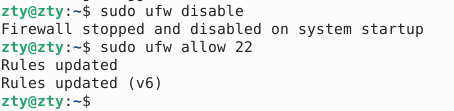 zty@zty:~$ sudo ufw disable
Firewall stopped and disabled on system startup
zty@zty:~$ sudo ufw allow 22
Rules updated
Rules updated (v6)
zty@zty:~$